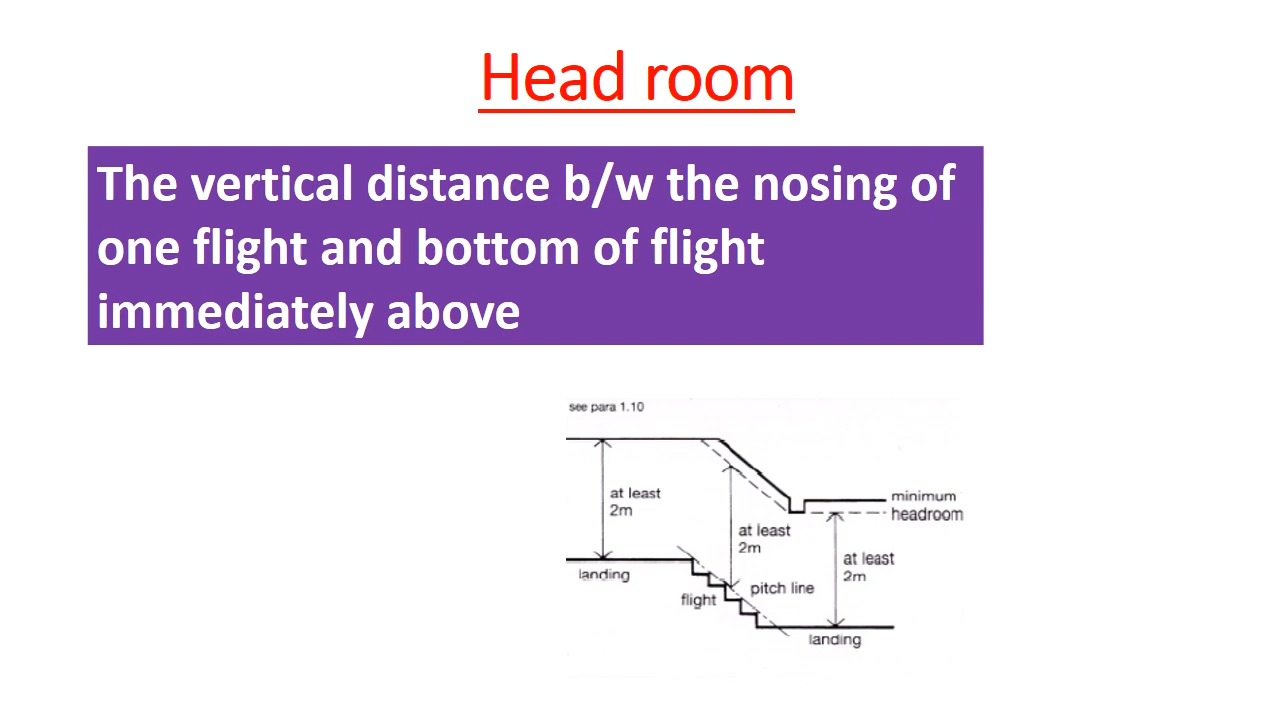 Head room
The vertical distance b/w the nosing of
one flight and bottom of flight
immediately above
see para 1.10
at least
2m
minimum
headroom
at least
2m
at least
2m
landing
flight
pitch line
landing